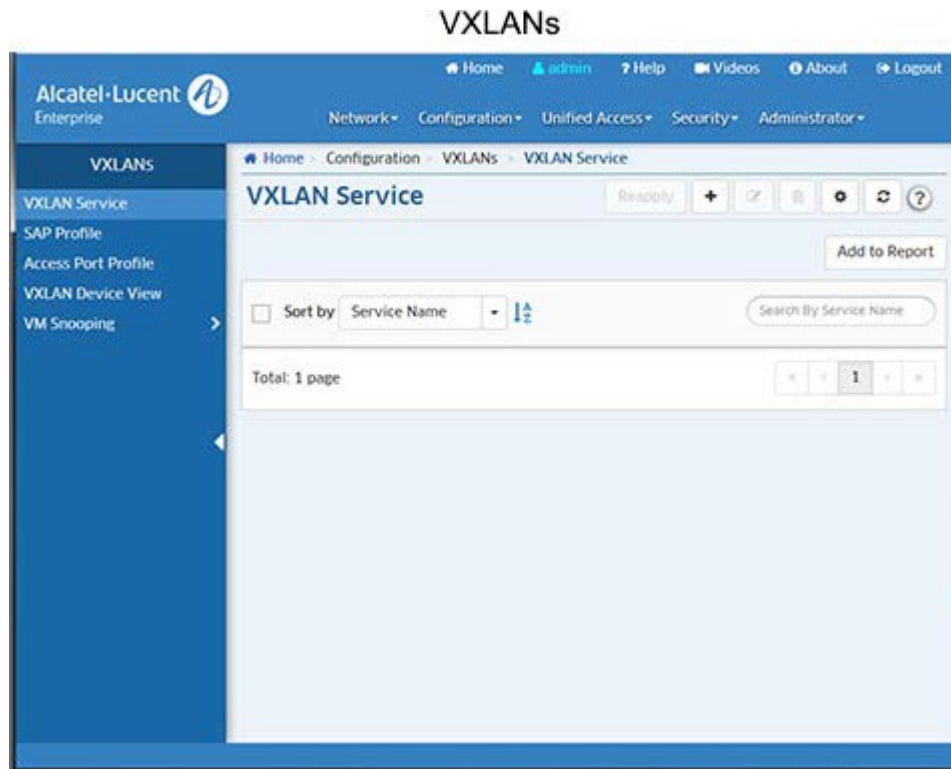 VXLANs
Home admin ? Help Videos About Logout
Alcatel·Lucent
Enterprise
Network Configuration Unified Access Security Administrator
VXLANs
Home > Configuration > VXLANs > VXLAN Service
VXLAN Service
SAP Profile
Access Port Profile
VXLAN Device View
VM Snooping
VXLAN Service
Reapply
?
Add to Report
Sort by Service Name
Search By Service Name
Total: 1 page
« ‹ 1 › »